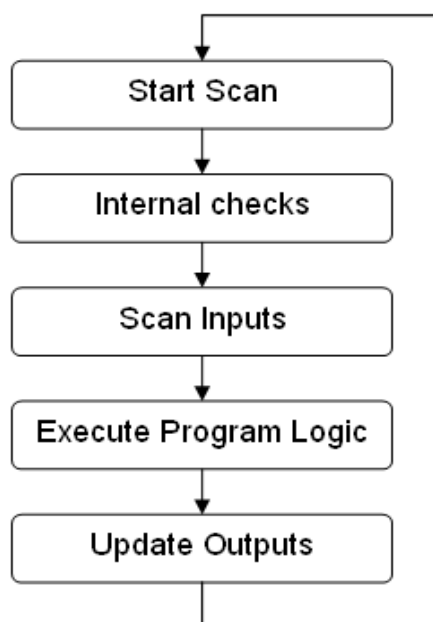 Start Scan
Internal checks
Scan Inputs
Execute Program Logic
Update Outputs